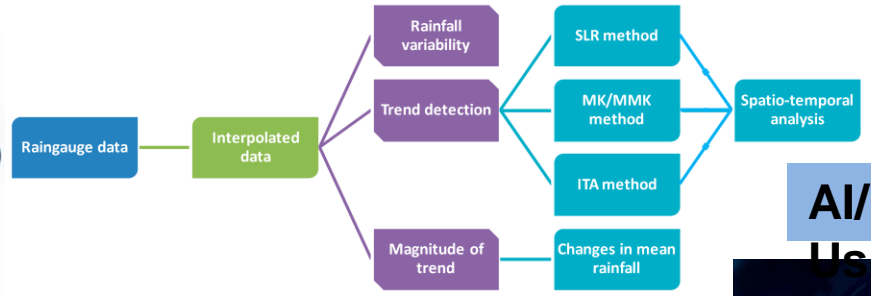 Rainfall
variability
SLR method
Trend detection
MK/MMK
method
Spatio-temporal
analysis
Raingauge data
Interpolated
data
ITA method
Magnitude of
trend
Changes in mean
rainfall
AI/
Us